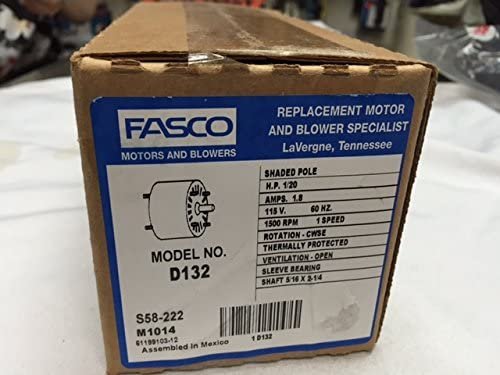 FASCO
MOTORS AND BLOWERS
REPLACEMENT MOTOR
AND BLOWER SPECIALIST
LaVergne, Tennessee
MODEL NO.
D132
SHADED POLE
H.P. 1/20
AMPS. 1.8
115 V. 60 HZ.
1500 RPM 1 SPEED
ROTATION - CWSE
THERMALLY PROTECTED
VENTILATION - OPEN
SLEEVE BEARING
SHAFT 5/16 X 2-1/4
S58-222
M1014
61199103-12
Assembled in Mexico
1 D132